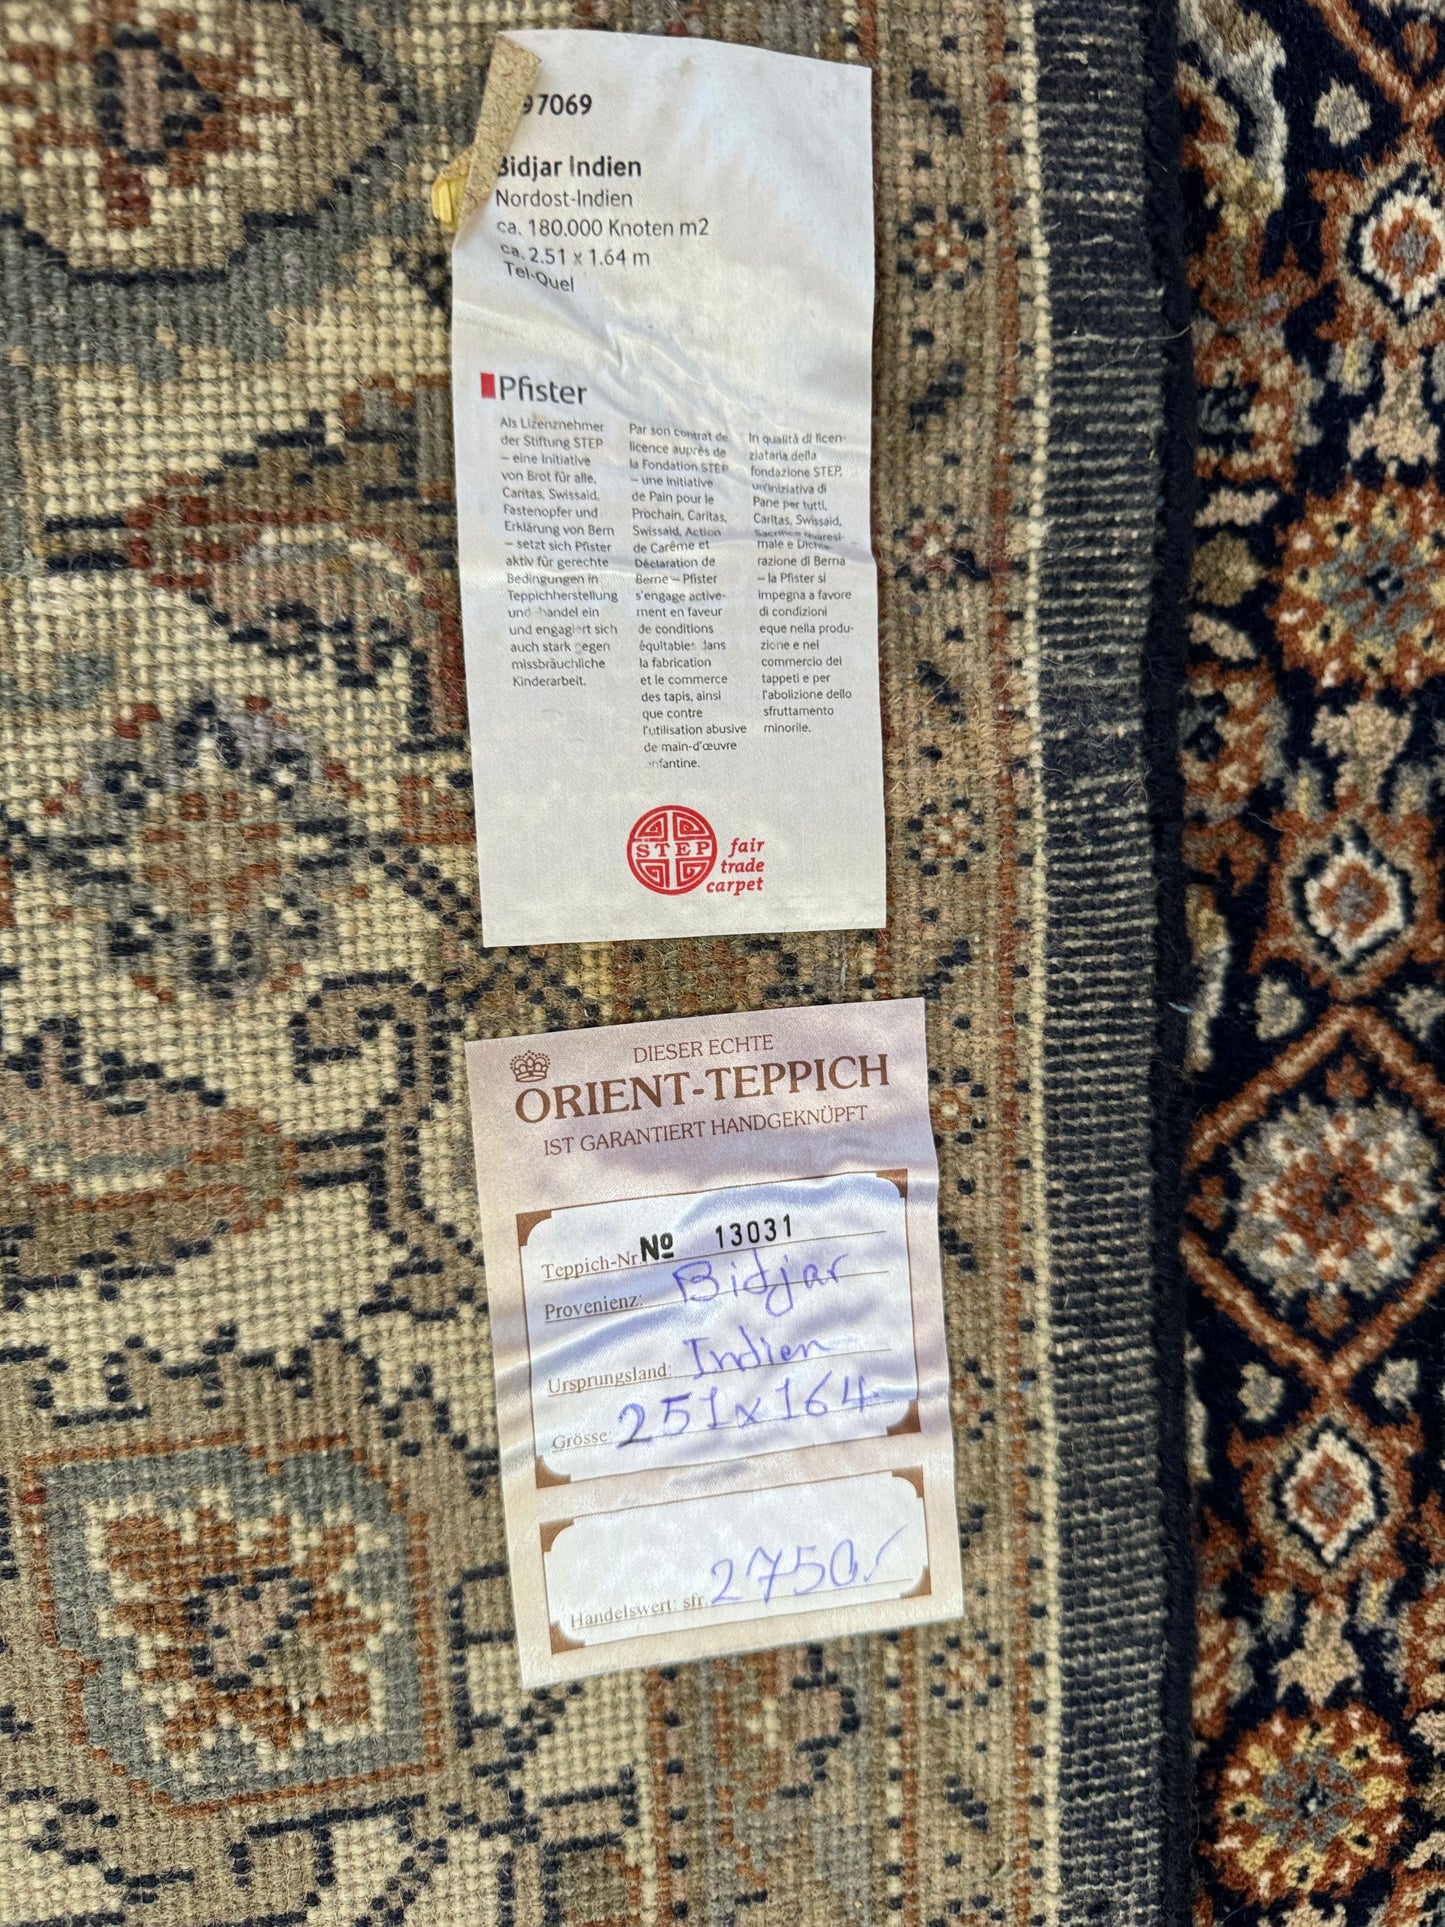 97069
Bidjar Indien
Nordost-Indien
ca. 180.000 Knoten m2
ca. 2.51 x 1.64 m
Tel-Quel
Pfister
Als Lizenznehmer
der Stiftung STEP
– eine Initiative
von Brot für alle,
Caritas, Swissaid,
Fastenopfer und
Erklärung von Bern
– setzt sich Pfister
aktiv für gerechte
Bedingungen in
Teppichherstellung
und -handel ein
und engagiert sich
auch stark gegen
missbräuchliche
Kinderarbeit.
Par son contrat de
licence auprès de
la Fondation STEP
– une initiative
de Pain pour le
Prochain, Caritas,
Swissaid, Action
de Carême et
Déclaration de
Berne – Pfister
s'engage active-
ment en faveur
de conditions
équitables dans
la fabrication
et le commerce
des tapis, ainsi
que contre
l'utilisation abusive
de main-d'œuvre
infantine.
In qualità di licen-
ziataria della
fondazione STEP,
un'iniziativa di
Pane per tutti,
Caritas, Swissaid,
Sacrificio quaresi-
male e Dichia-
razione di Berna
– la Pfister si
impegna a favore
di condizioni
eque nella produ-
zione e nel
commercio dei
tappeti e per
l'abolizione dello
sfruttamento
minorile.
STEP
fair
trade
carpet
DIESER ECHTE
ORIENT-TEPPICH
IST GARANTIERT HANDGEKNÜPFT
Teppich-Nr. Nº 13031
Provenienz: Bidjar
Ursprungsland: Indien
Grösse: 251 x 164
Handelswert: sfr. 2750.-